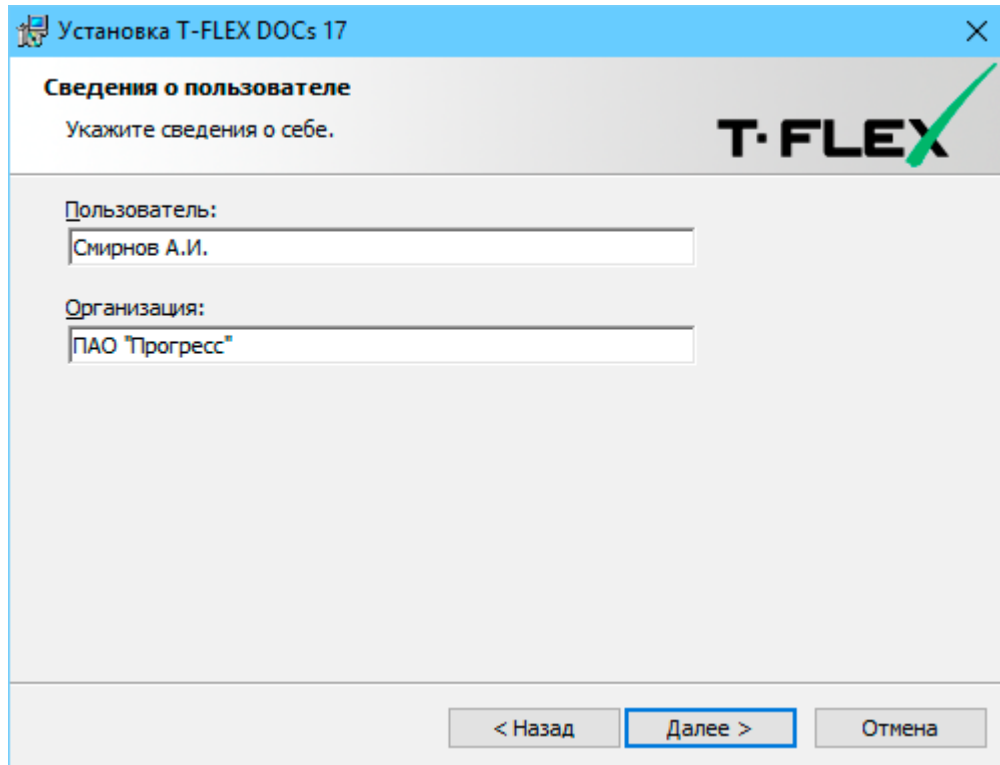 Установка T-FLEX DOCs 17
Сведения о пользователе
Укажите сведения о себе.
T-FLEX
Пользователь:
Смирнов А.И.
Организация:
ПАО "Прогресс"
< Назад
Далее >
Отмена